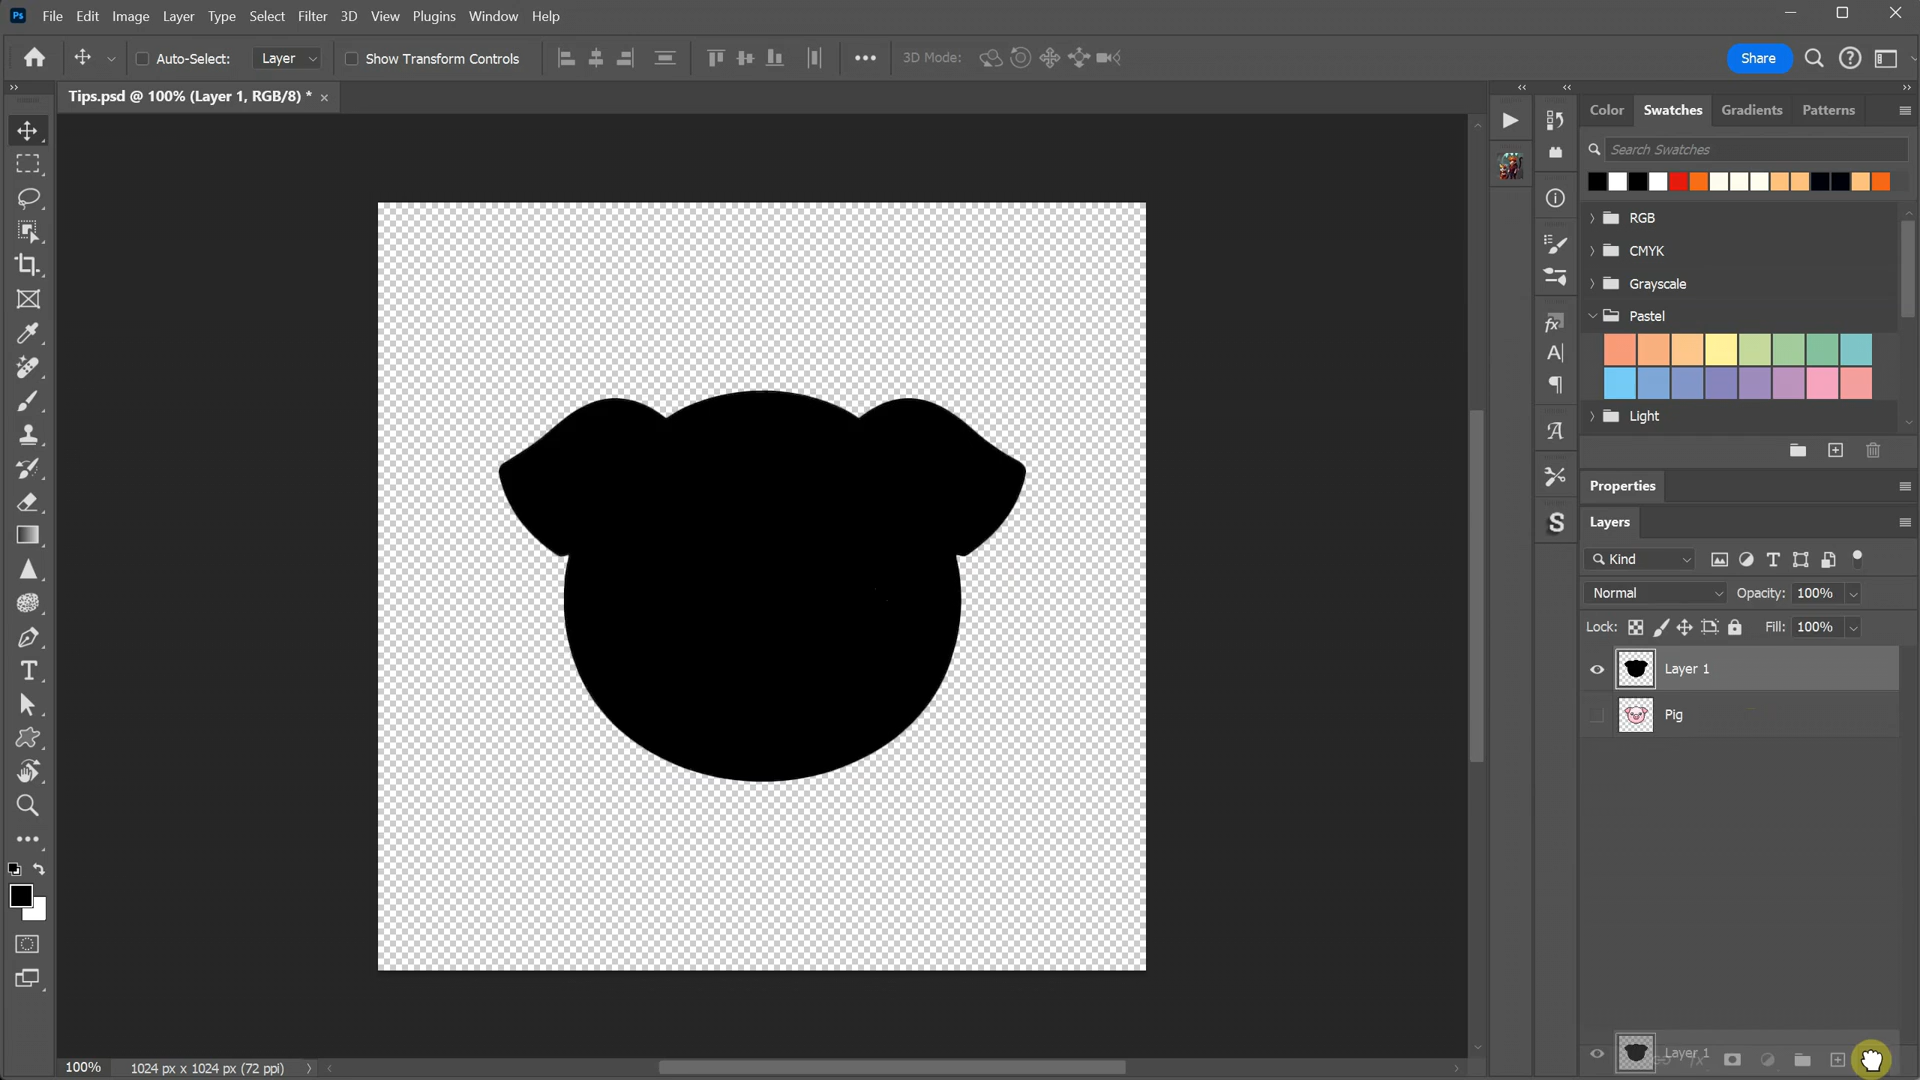 Ps File Edit Image Layer Type Select Filter 3D View Plugins Window Help
Auto-Select: Layer Show Transform Controls 3D Mode: Share
Tips.psd @ 100% (Layer 1, RGB/8) *
Color Swatches Gradients Patterns
Search Swatches
RGB
CMYK
Grayscale
Pastel
Light
Properties
Layers
Kind
Normal Opacity: 100%
Lock: Fill: 100%
Layer 1
Pig
Layer 1
100% 1024 px x 1024 px (72 ppi)